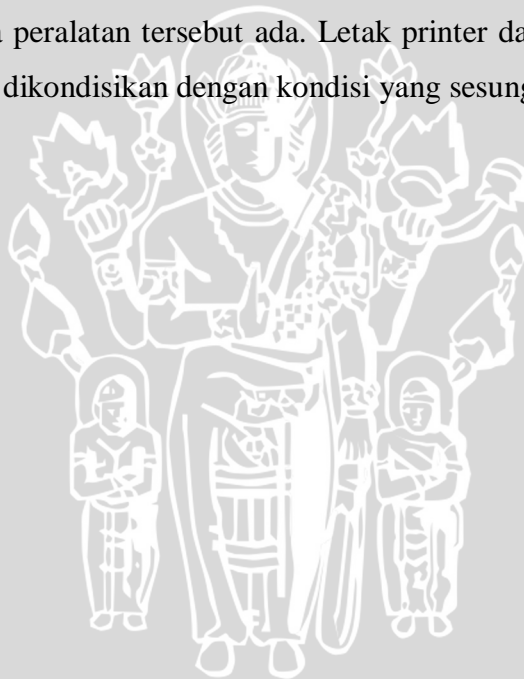 peralatan tersebut ada. Letak printer da
dikondisikan dengan kondisi yang sesung